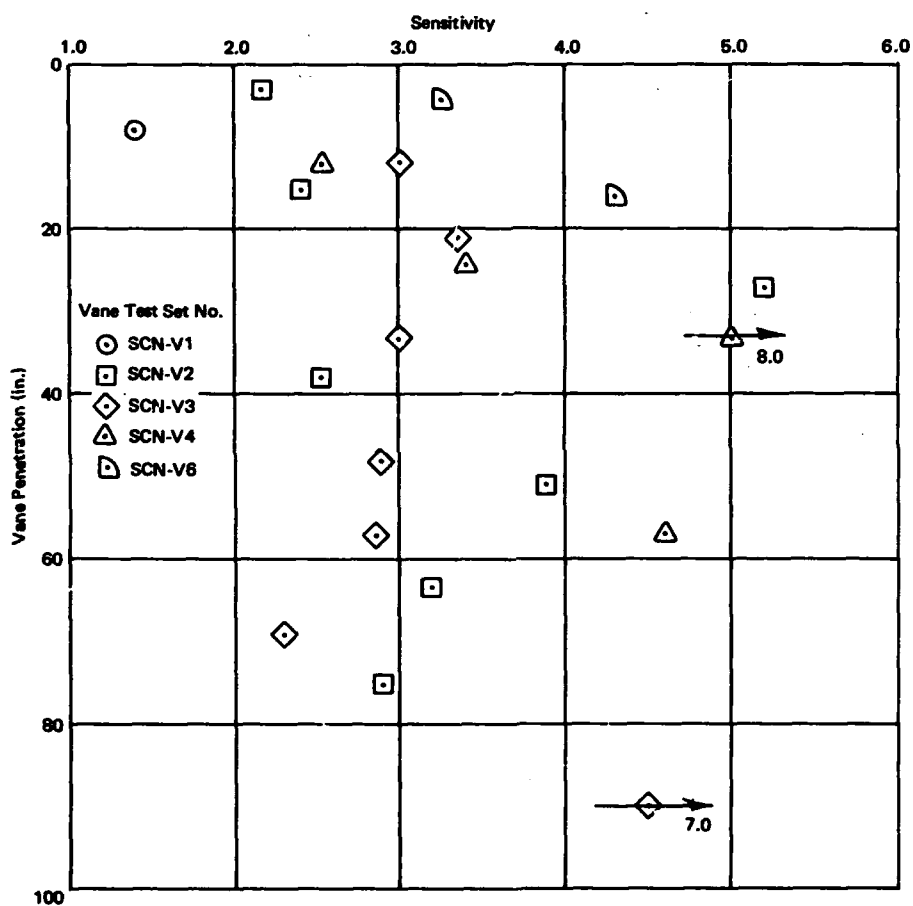 Sensitivity
1.0 2.0 3.0 4.0 5.0 6.0
0
20
40
60
80
100
Vane Penetration (in.)
Vane Test Set No.
SCN-V1
SCN-V2
SCN-V3
SCN-V4
SCN-V6
8.0
7.0